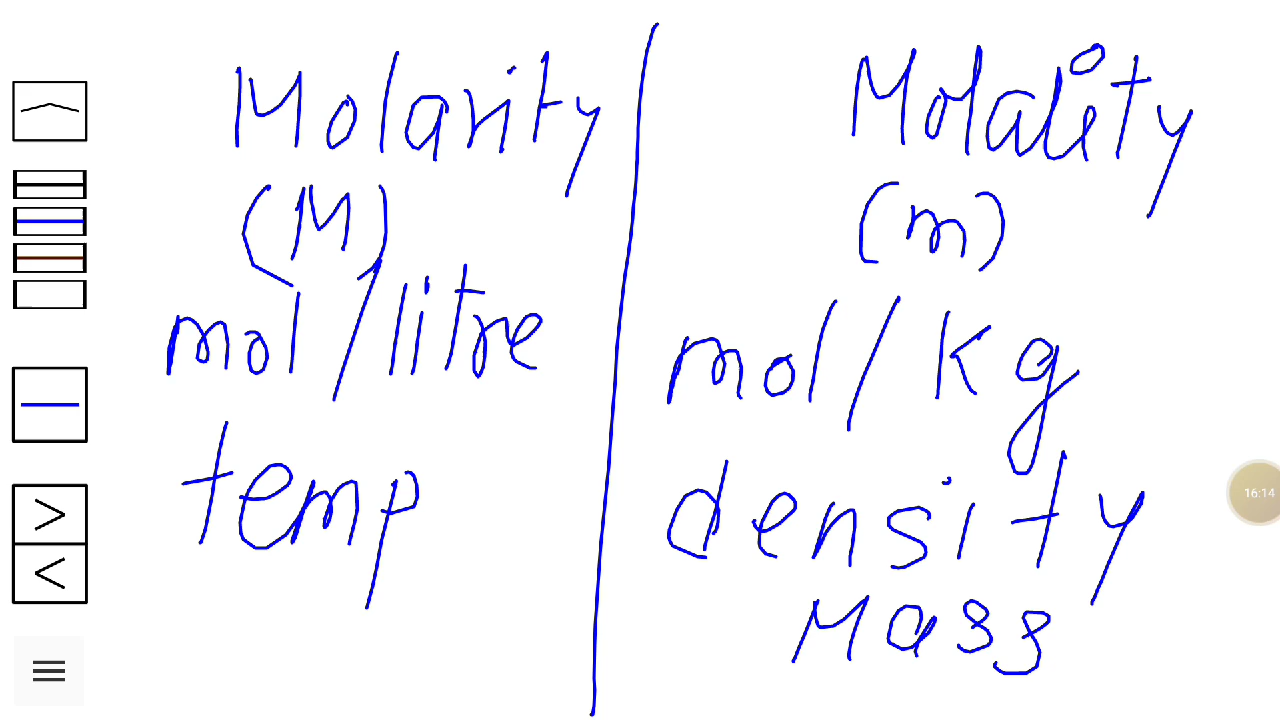 Molarity
(M)
mol/litre
temp
Molality
(m)
mol/kg
density
Mass
16:14